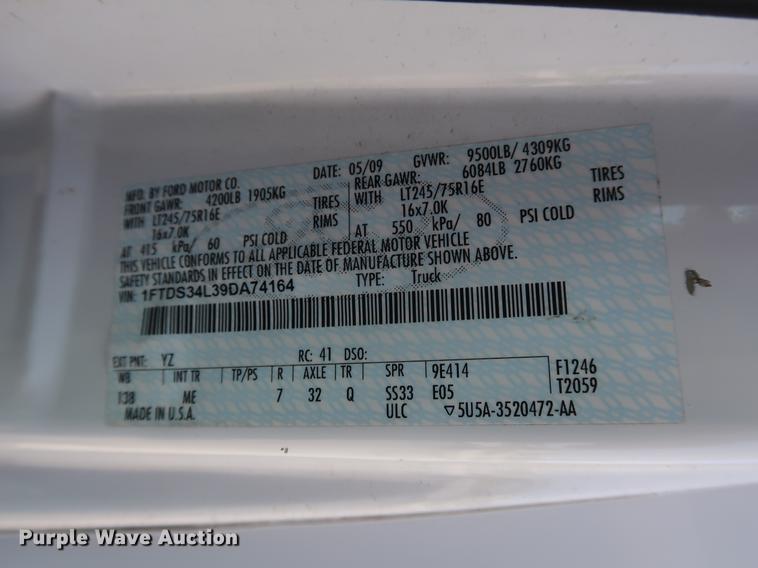 MFD. BY FORD MOTOR CO. DATE: 05/09 GVWR: 9500LB/ 4309KG
FRONT GAWR: 4200LB 1905KG REAR GAWR: 6084LB 2760KG
WITH LT245/75R16E TIRES WITH LT245/75R16E TIRES
16x7.0K RIMS 16x7.0K RIMS
AT 415 kPa/ 60 PSI COLD AT 550 kPa/ 80 PSI COLD
THIS VEHICLE CONFORMS TO ALL APPLICABLE FEDERAL MOTOR VEHICLE
SAFETY STANDARDS IN EFFECT ON THE DATE OF MANUFACTURE SHOWN ABOVE.
VIN: 1FTDS34L39DA74164 TYPE: Truck
EXT PNT: YZ RC: 41 DSO:
WB INT TR TP/PS R AXLE TR SPR 9E414 F1246
138 ME 7 32 Q SS33 E05 T2059
MADE IN U.S.A. ULC ▽5U5A-3520472-AA
Purple Wave Auction